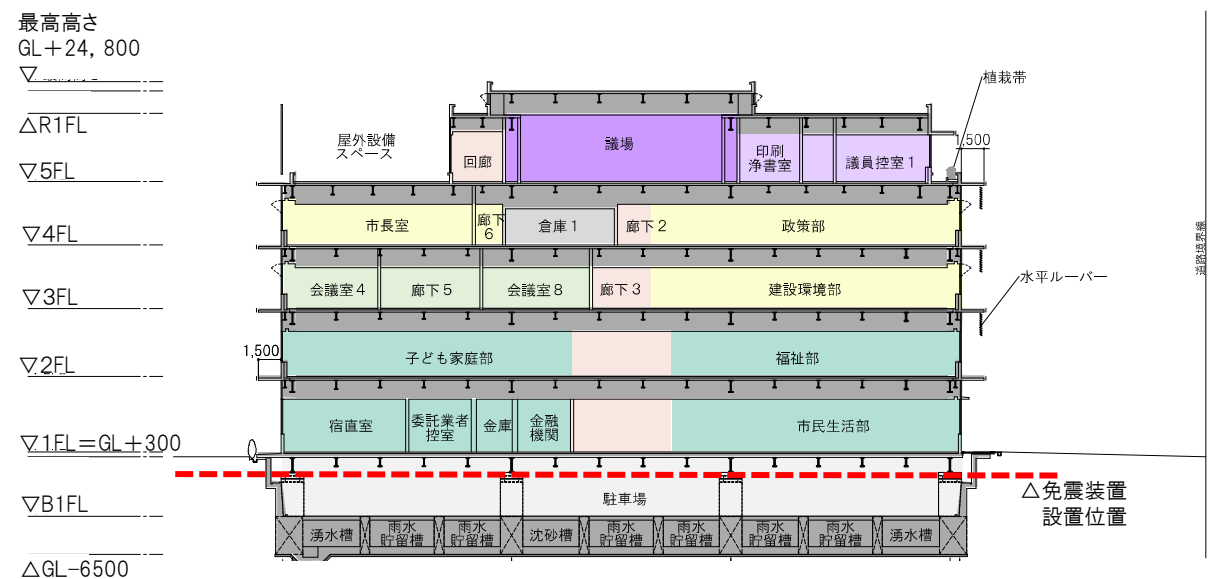 最高高さ
GL＋24, 800
▽
△R1FL
▽5FL
▽4FL
▽3FL
▽2FL
▽1FL＝GL＋300
▽B1FL
△GL−6500
植栽帯
屋外設備
スペース
回廊
議場
印刷
浄書室
議員控室1
,500
市長室
廊下
6
倉庫1
廊下2
政策部
道路境界線
会議室4
廊下5
会議室8
廊下3
建設環境部
水平ルーバー
1,500
子ども家庭部
福祉部
宿直室
委託業者
控室
金庫
金融
機関
市民生活部
駐車場
△免震装置
設置位置
湧水槽
雨水
貯留槽
雨水
貯留槽
沈砂槽
雨水
貯留槽
雨水
貯留槽
雨水
貯留槽
雨水
貯留槽
湧水槽